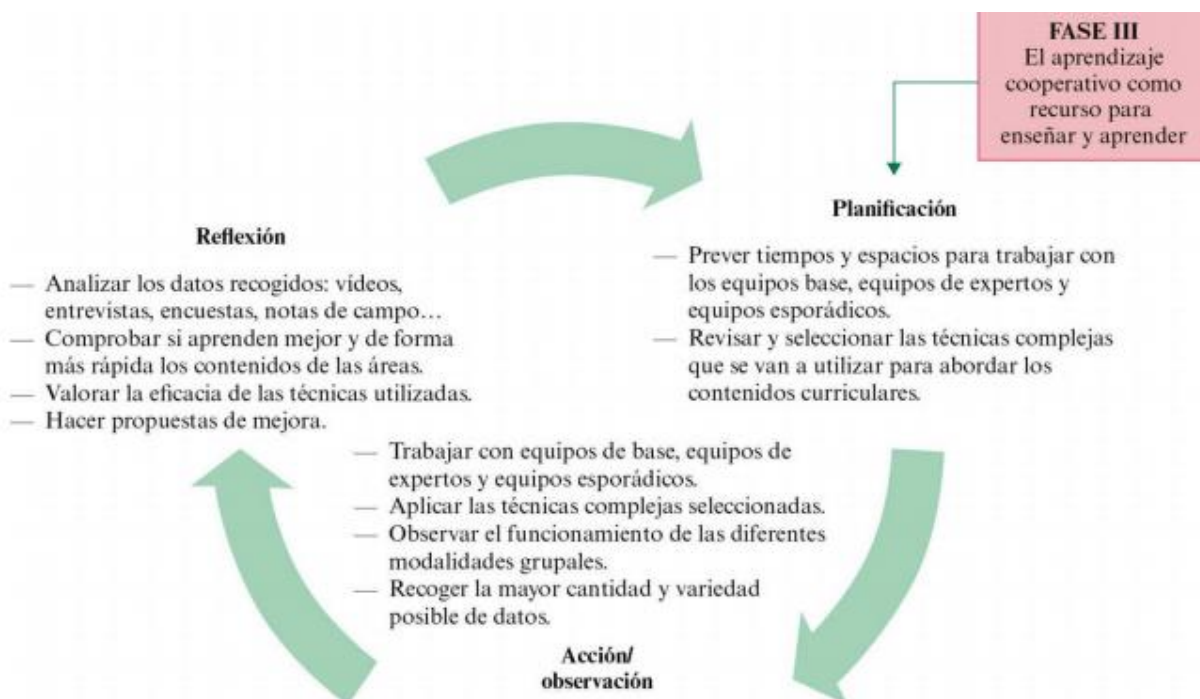 FASE III
El aprendizaje
cooperativo como
recurso para
enseñar y aprender
Planificación
— Prever tiempos y espacios para trabajar con
los equipos base, equipos de expertos y
equipos esporádicos.
— Revisar y seleccionar las técnicas complejas
que se van a utilizar para abordar los
contenidos curriculares.
Reflexión
— Analizar los datos recogidos: vídeos,
entrevistas, encuestas, notas de campo…
— Comprobar si aprenden mejor y de forma
más rápida los contenidos de las áreas.
— Valorar la eficacia de las técnicas utilizadas.
— Hacer propuestas de mejora.
— Trabajar con equipos de base, equipos de
expertos y equipos esporádicos.
— Aplicar las técnicas complejas seleccionadas.
— Observar el funcionamiento de las diferentes
modalidades grupales.
— Recoger la mayor cantidad y variedad
posible de datos.
Acción/
observación